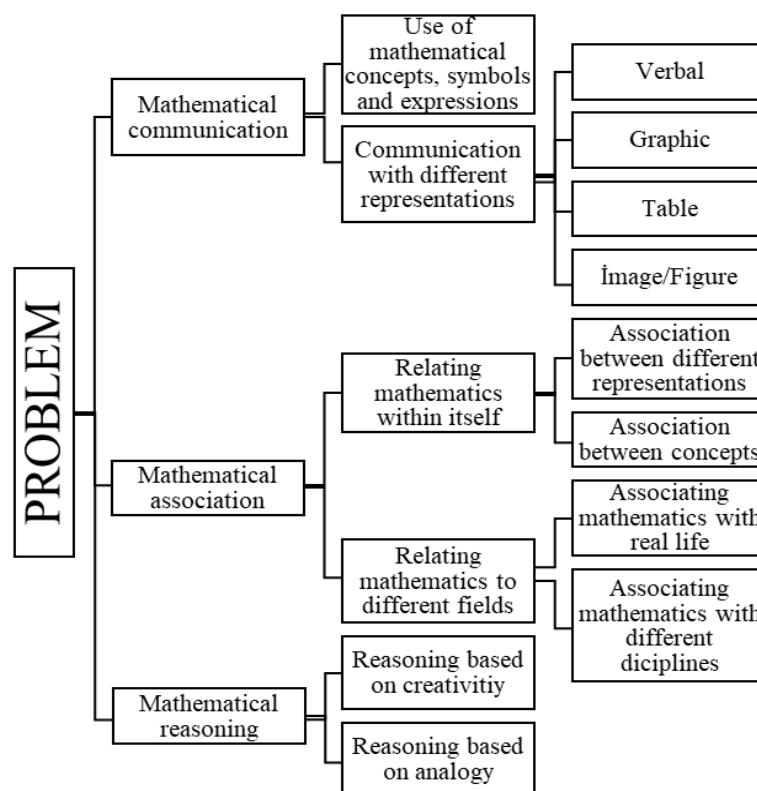 PROBLEM
Mathematical
communication
Use of
mathematical
concepts, symbols
and expressions
Communication
with different
representations
Verbal
Graphic
Table
İmage/Figure
Mathematical
association
Relating
mathematics
within itself
Association
between different
representations
Association
between concepts
Relating
mathematics to
different fields
Associating
mathematics with
real life
Associating
mathematics with
different
diciplines
Mathematical
reasoning
Reasoning based
on creativitiy
Reasoning based
on analogy